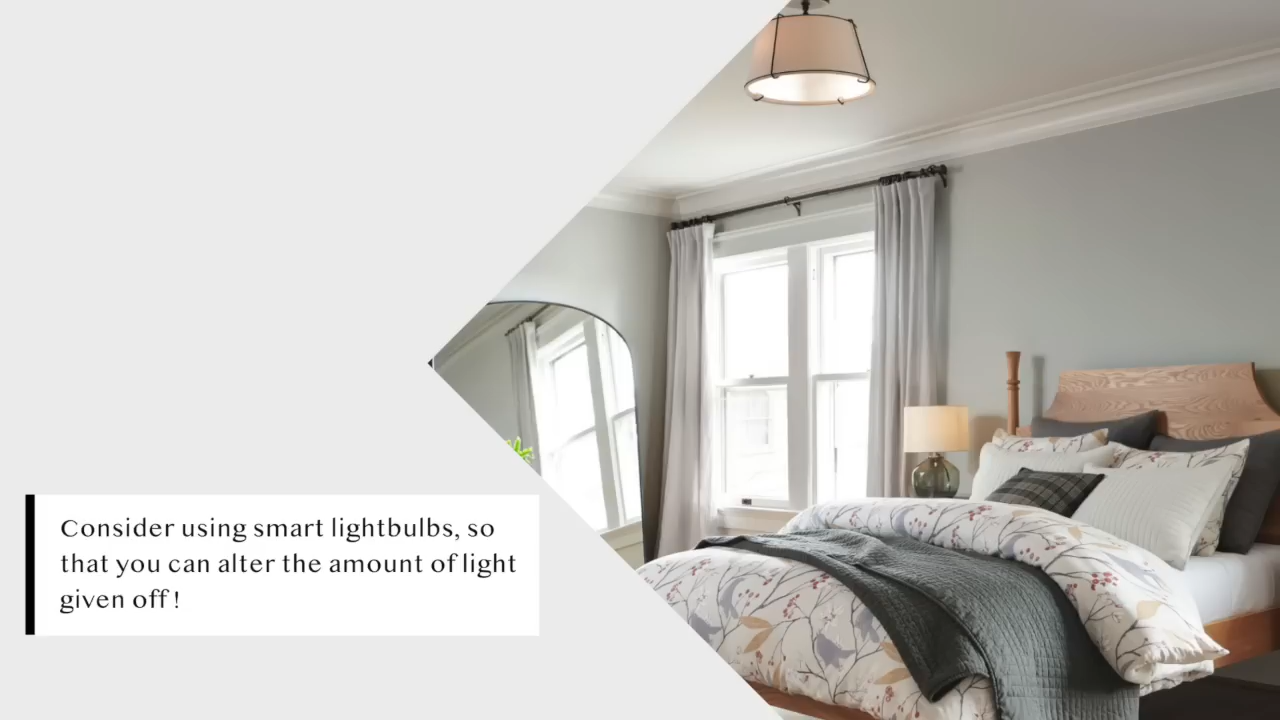 Consider using smart lightbulbs, so
that you can alter the amount of light
given off!